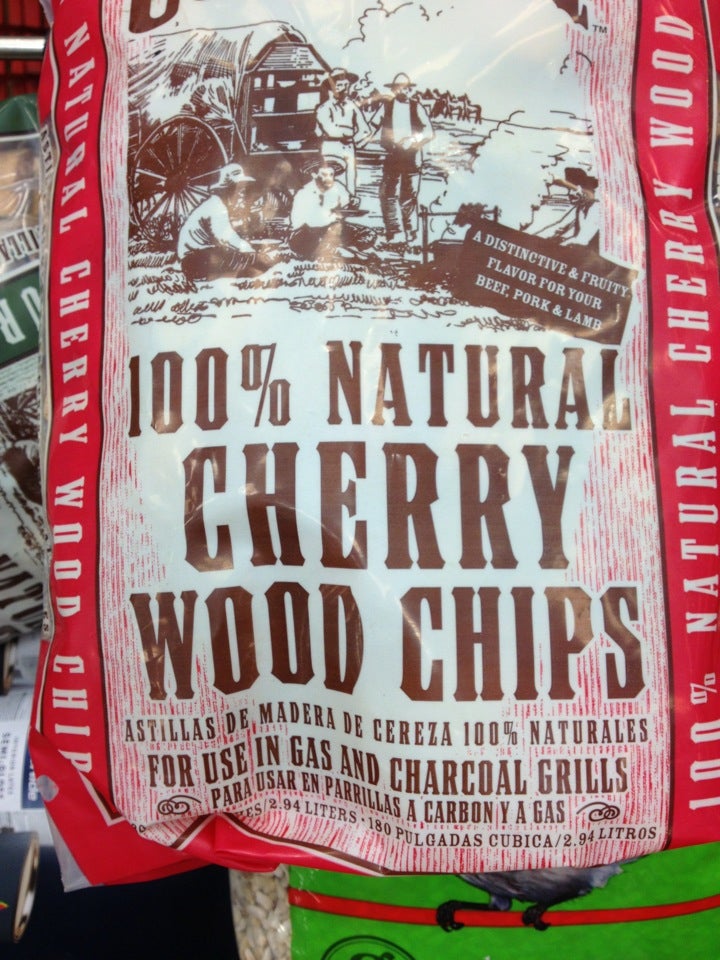 TM
A DISTINCTIVE & FRUITY
FLAVOR FOR YOUR
BEEF, PORK & LAMB
100% NATURAL
CHERRY
WOOD CHIPS
ASTILLAS DE MADERA DE CEREZA 100% NATURALES
FOR USE IN GAS AND CHARCOAL GRILLS
PARA USAR EN PARRILLAS A CARBON Y A GAS
2.94 LITERS · 180 PULGADAS CUBICA/2.94 LITROS
NATURAL CHERRY WOOD CHIP
100% NATURAL CHERRY WOOD